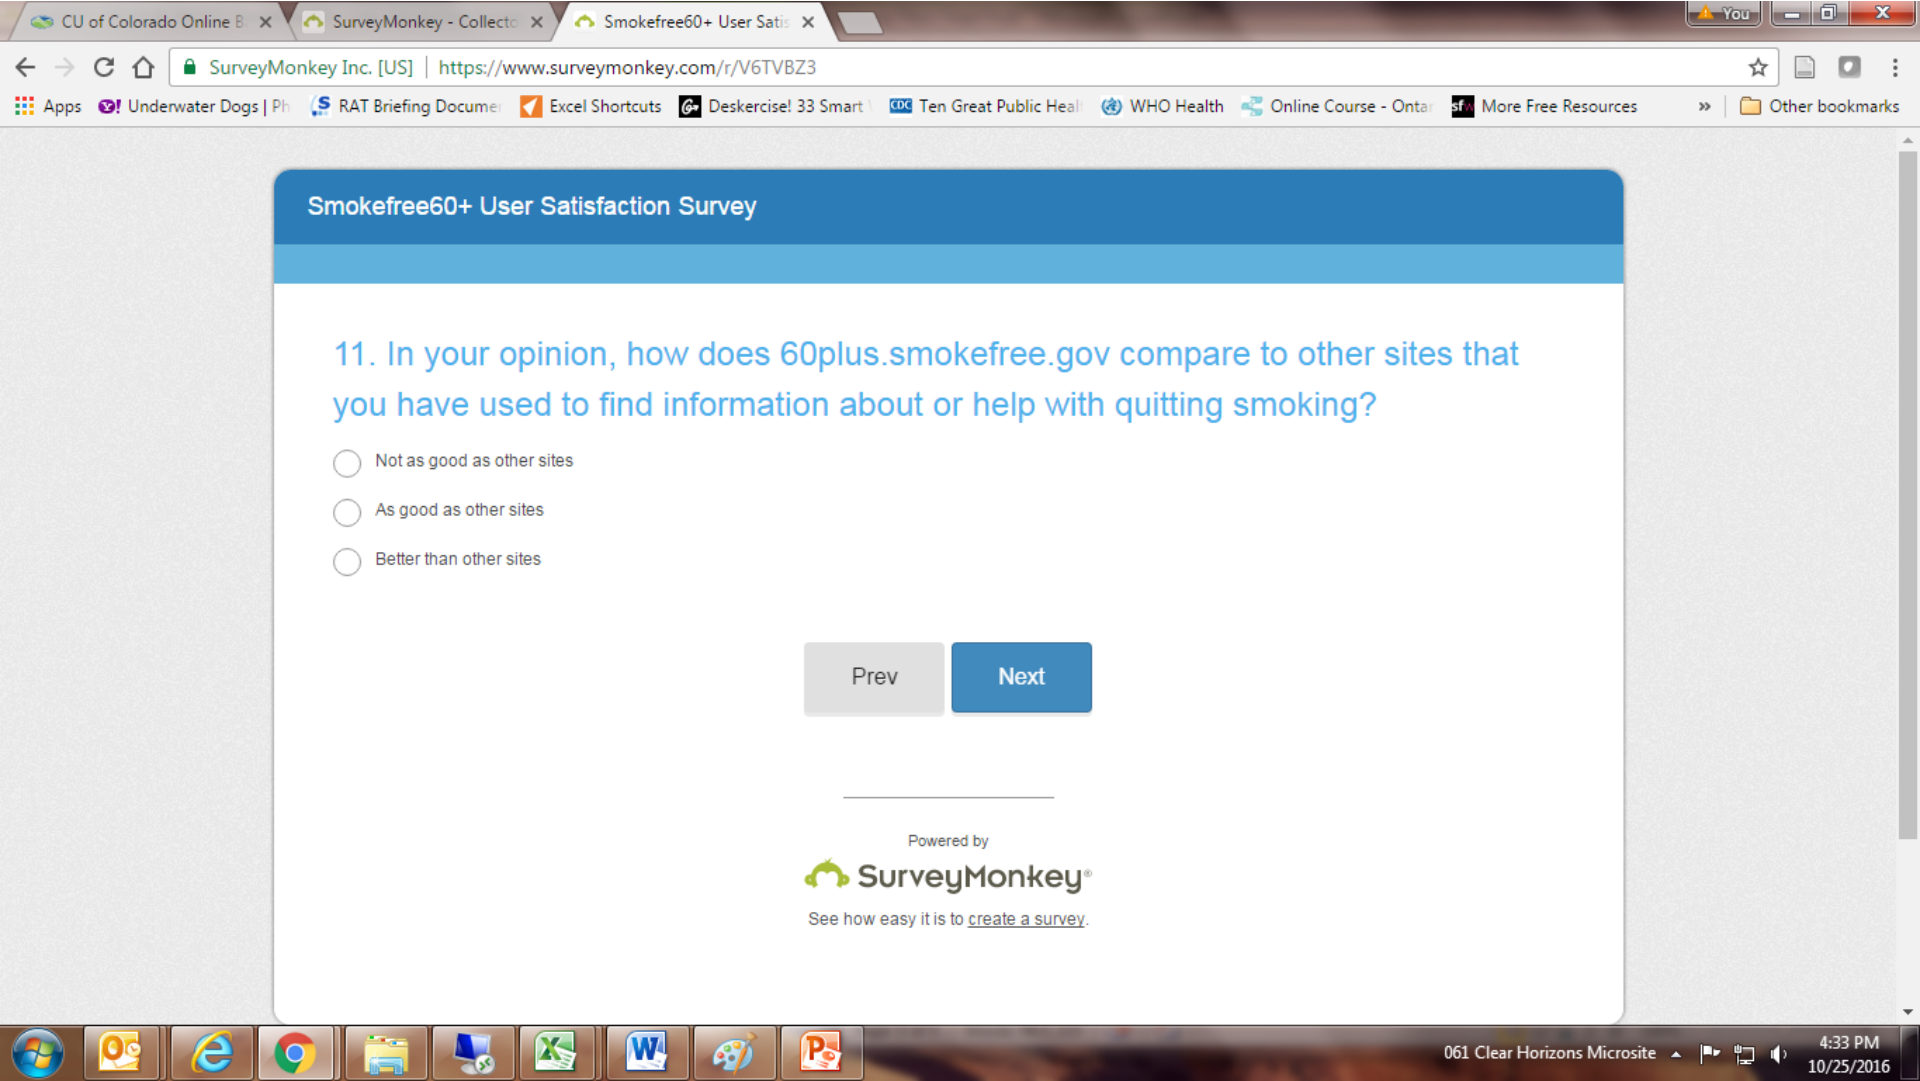 CU of Colorado Online B
SurveyMonkey - Collecto
Smokefree60+ User Satis
You
SurveyMonkey Inc. [US] | https://www.surveymonkey.com/r/V6TVBZ3
Apps
Underwater Dogs | Ph
RAT Briefing Documen
Excel Shortcuts
Deskercise! 33 Smart
CDC Ten Great Public Heal
WHO Health
Online Course - Ontar
sfw More Free Resources
»
Other bookmarks
Smokefree60+ User Satisfaction Survey
11. In your opinion, how does 60plus.smokefree.gov compare to other sites that
you have used to find information about or help with quitting smoking?
Not as good as other sites
As good as other sites
Better than other sites
Prev
Next
Powered by
SurveyMonkey®
See how easy it is to create a survey.
061 Clear Horizons Microsite
4:33 PM
10/25/2016